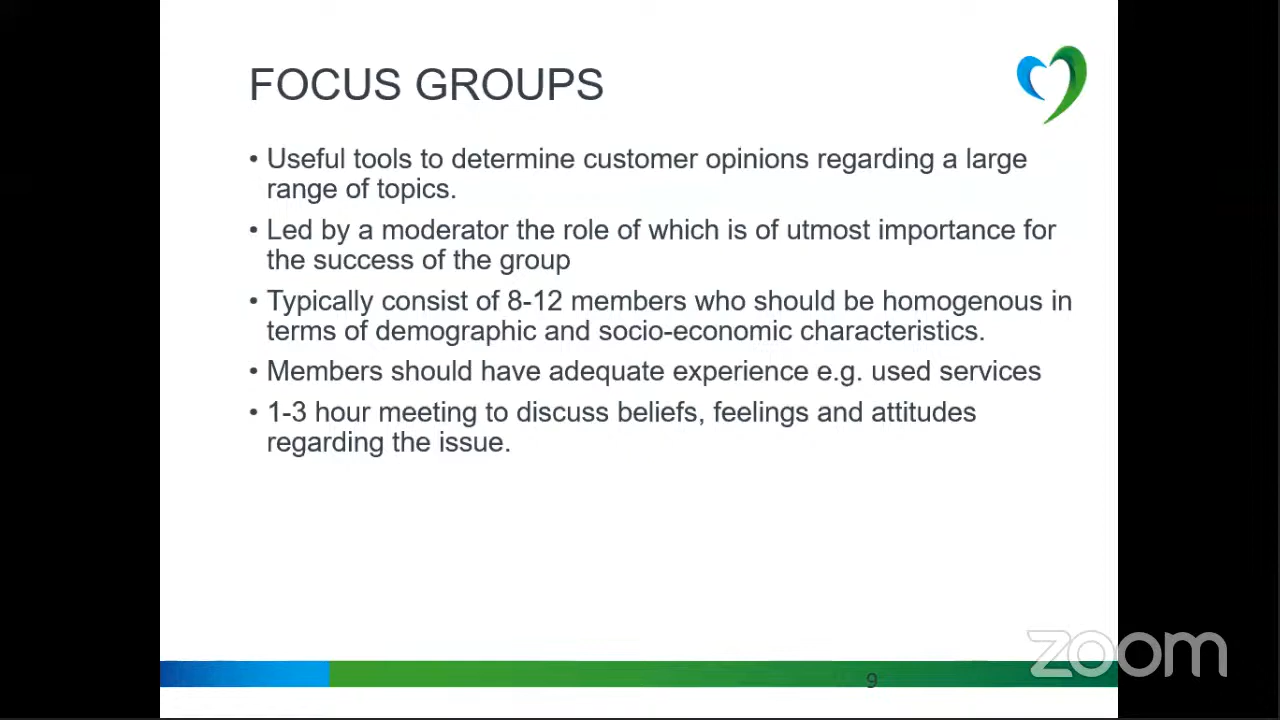 FOCUS GROUPS
• Useful tools to determine customer opinions regarding a large
range of topics.
• Led by a moderator the role of which is of utmost importance for
the success of the group
• Typically consist of 8-12 members who should be homogenous in
terms of demographic and socio-economic characteristics.
• Members should have adequate experience e.g. used services
• 1-3 hour meeting to discuss beliefs, feelings and attitudes
regarding the issue.
zoom
9